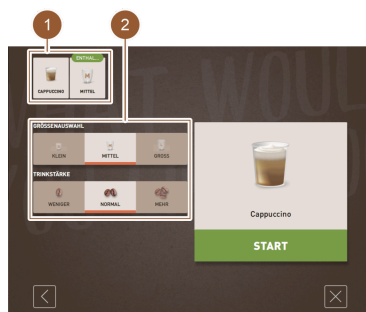 1 2
ENTHAL...
CAPPUCCINO MITTEL
GRÖSSENAUSWAHL
KLEIN MITTEL GROSS
TRINKSTÄRKE
WENIGER NORMAL MEHR
Cappuccino
START